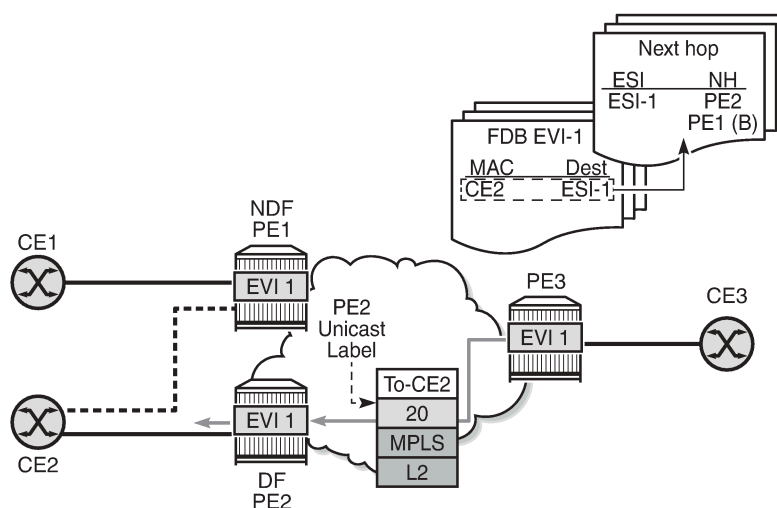 Next hop
ESI NH
ESI-1 PE2
PE1 (B)
FDB EVI-1
MAC Dest
CE2 ESI-1
NDF
PE1
CE1
EVI 1
PE2
Unicast
Label
PE3
EVI 1
CE3
To-CE2
20
MPLS
L2
EVI 1
CE2
DF
PE2